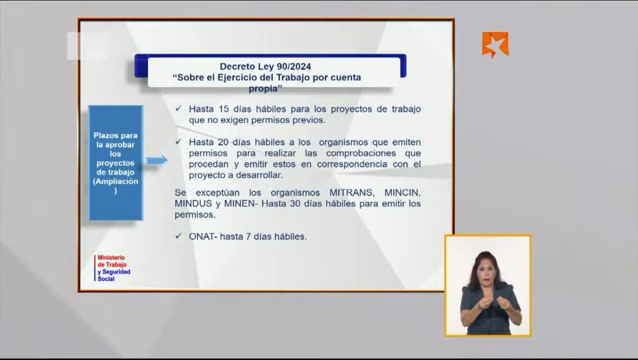 Decreto Ley 90/2024
“Sobre el Ejercicio del Trabajo por cuenta
propia”
Plazos para
la aprobar
los
proyectos
de trabajo
(Ampliación
)
Hasta 15 días hábiles para los proyectos de trabajo
que no exigen permisos previos.
Hasta 20 días hábiles a los organismos que emiten
permisos para realizar las comprobaciones que
procedan y emitir estos en correspondencia con el
proyecto a desarrollar.
Se exceptúan los organismos MITRANS, MINCIN,
MINDUS y MINEN- Hasta 30 días hábiles para emitir los
permisos.
ONAT- hasta 7 días hábiles.
Ministerio
de Trabajo
y Seguridad
Social